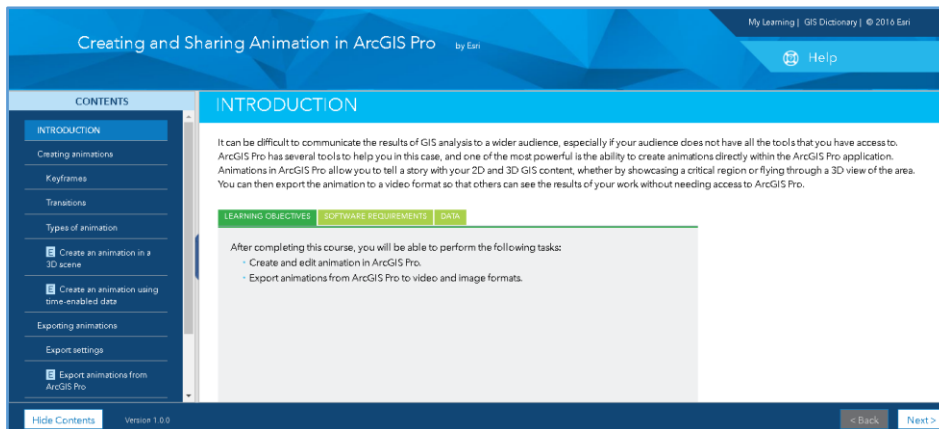 My Learning | GIS Dictionary | © 2016 Esri
Creating and Sharing Animation in ArcGIS Pro by Esri
Help
CONTENTS
INTRODUCTION
Creating animations
Keyframes
Transitions
Types of animation
E Create an animation in a
3D scene
E Create an animation using
time-enabled data
Exporting animations
Export settings
E Export animations from
ArcGIS Pro
INTRODUCTION
It can be difficult to communicate the results of GIS analysis to a wider audience, especially if your audience does not have all the tools that you have access to.
ArcGIS Pro has several tools to help you in this case, and one of the most powerful is the ability to create animations directly within the ArcGIS Pro application.
Animations in ArcGIS Pro allow you to tell a story with your 2D and 3D GIS content, whether by showcasing a critical region or flying through a 3D view of the area.
You can then export the animation to a video format so that others can see the results of your work without needing access to ArcGIS Pro.
LEARNING OBJECTIVES SOFTWARE REQUIREMENTS DATA
After completing this course, you will be able to perform the following tasks:
• Create and edit animation in ArcGIS Pro.
• Export animations from ArcGIS Pro to video and image formats.
Hide Contents Version 1.0.0 < Back Next >